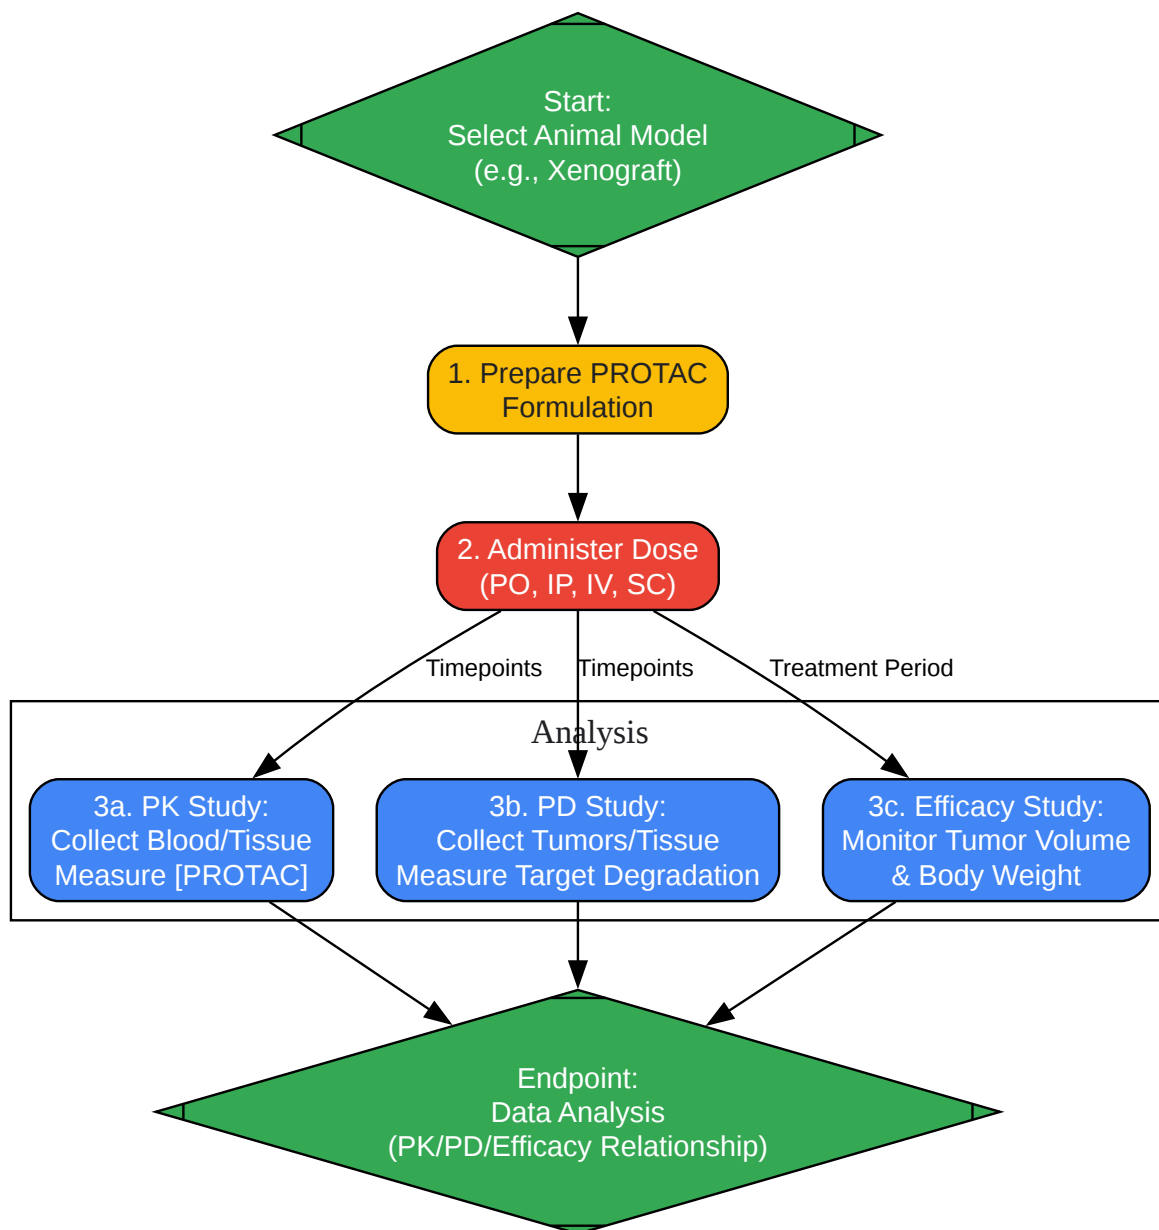 Start:
Select Animal Model
(e.g., Xenograft)
1. Prepare PROTAC
Formulation
2. Administer Dose
(PO, IP, IV, SC)
Timepoints
Timepoints
Treatment Period
Analysis
3a. PK Study:
Collect Blood/Tissue
Measure [PROTAC]
3b. PD Study:
Collect Tumors/Tissue
Measure Target Degradation
3c. Efficacy Study:
Monitor Tumor Volume
& Body Weight
Endpoint:
Data Analysis
(PK/PD/Efficacy Relationship)